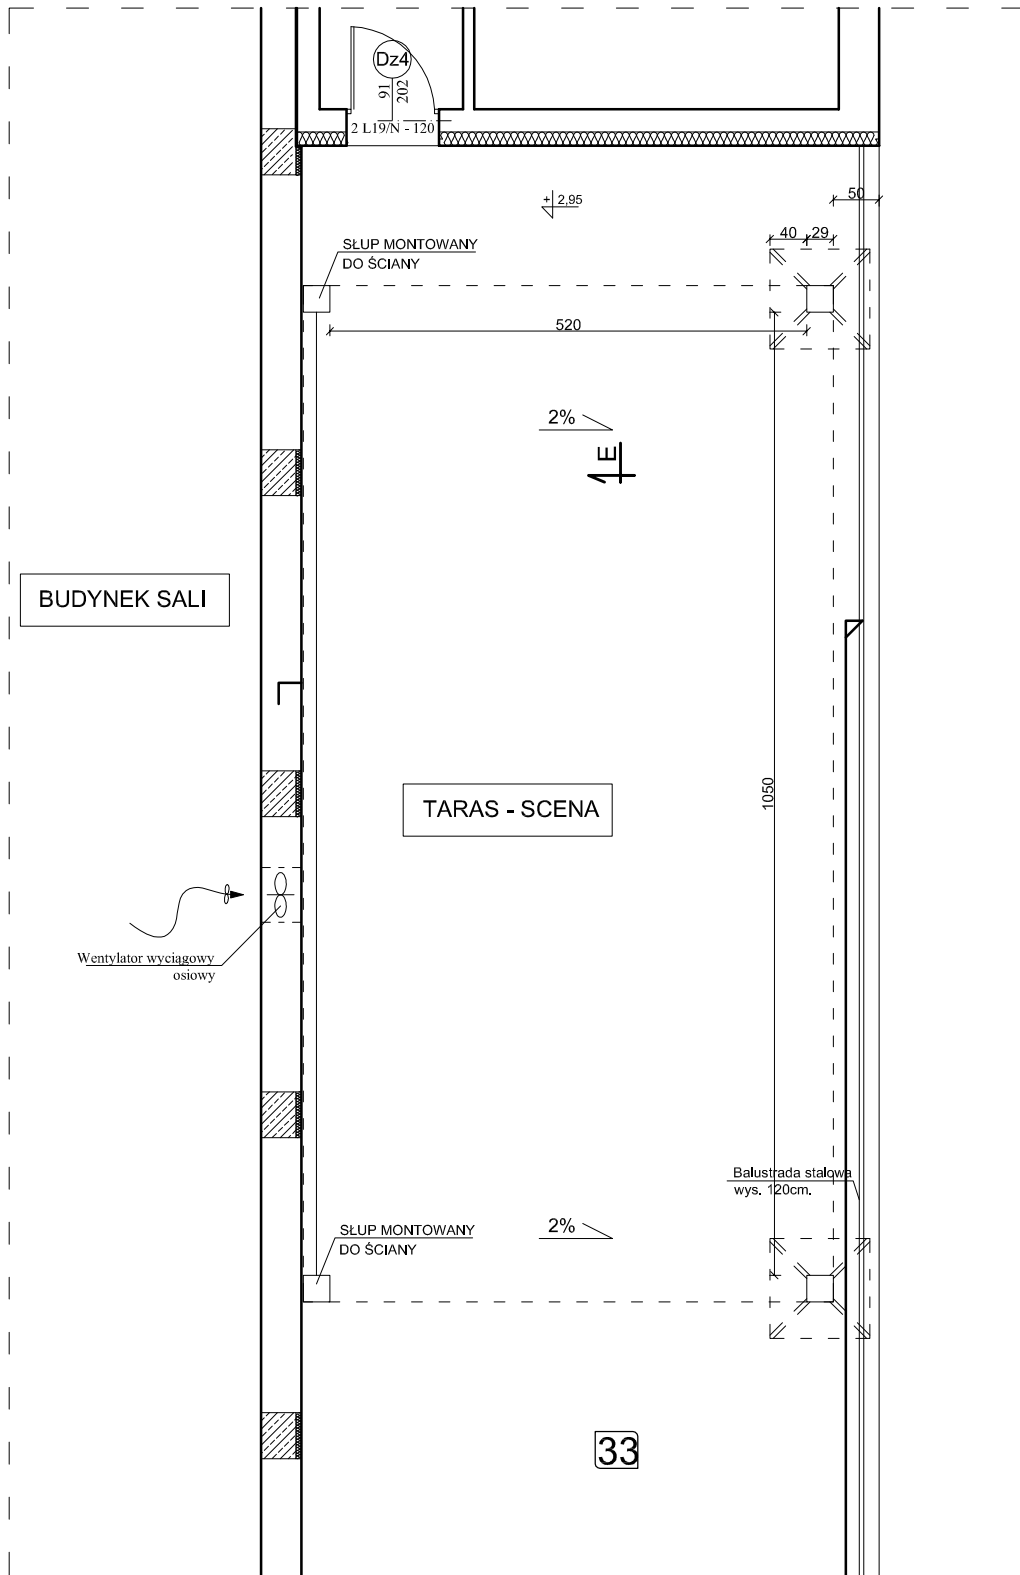 Dz4
91
202
2 L19/N - 120
+ 2,95
50
40
29
SŁUP MONTOWANY
DO ŚCIANY
520
2%
E
BUDYNEK SALI
1050
TARAS - SCENA
Wentylator wyciągowy
osiowy
Balustrada stalowa
wys. 120cm.
SŁUP MONTOWANY
DO ŚCIANY
2%
33